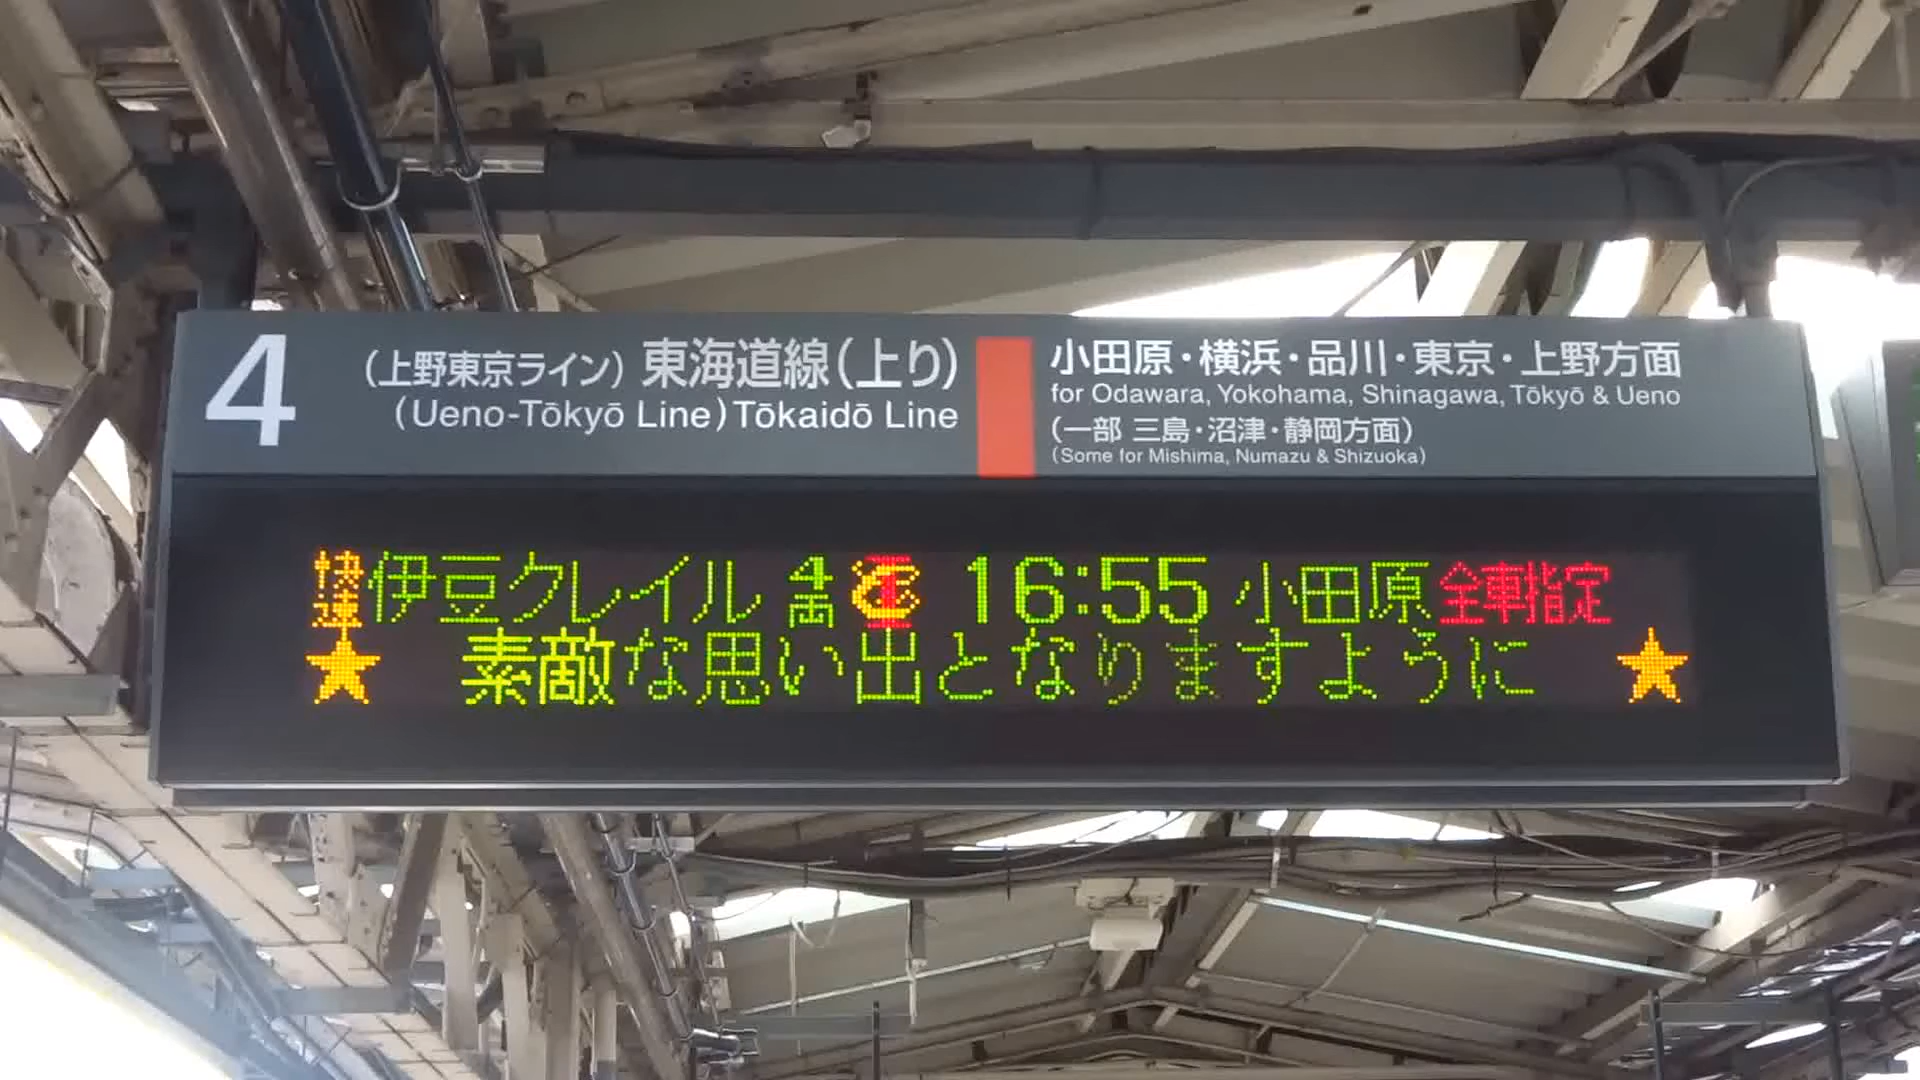 4
(上野東京ライン) 東海道線(上り)
(Ueno-Tōkyō Line) Tōkaidō Line
小田原・横浜・品川・東京・上野方面
for Odawara, Yokohama, Shinagawa, Tōkyō & Ueno
(一部 三島・沼津・静岡方面)
(Some for Mishima, Numazu & Shizuoka)
快速 伊豆クレイル 4両 16:55 小田原 全車指定
★ 素敵な思い出となりますように ★